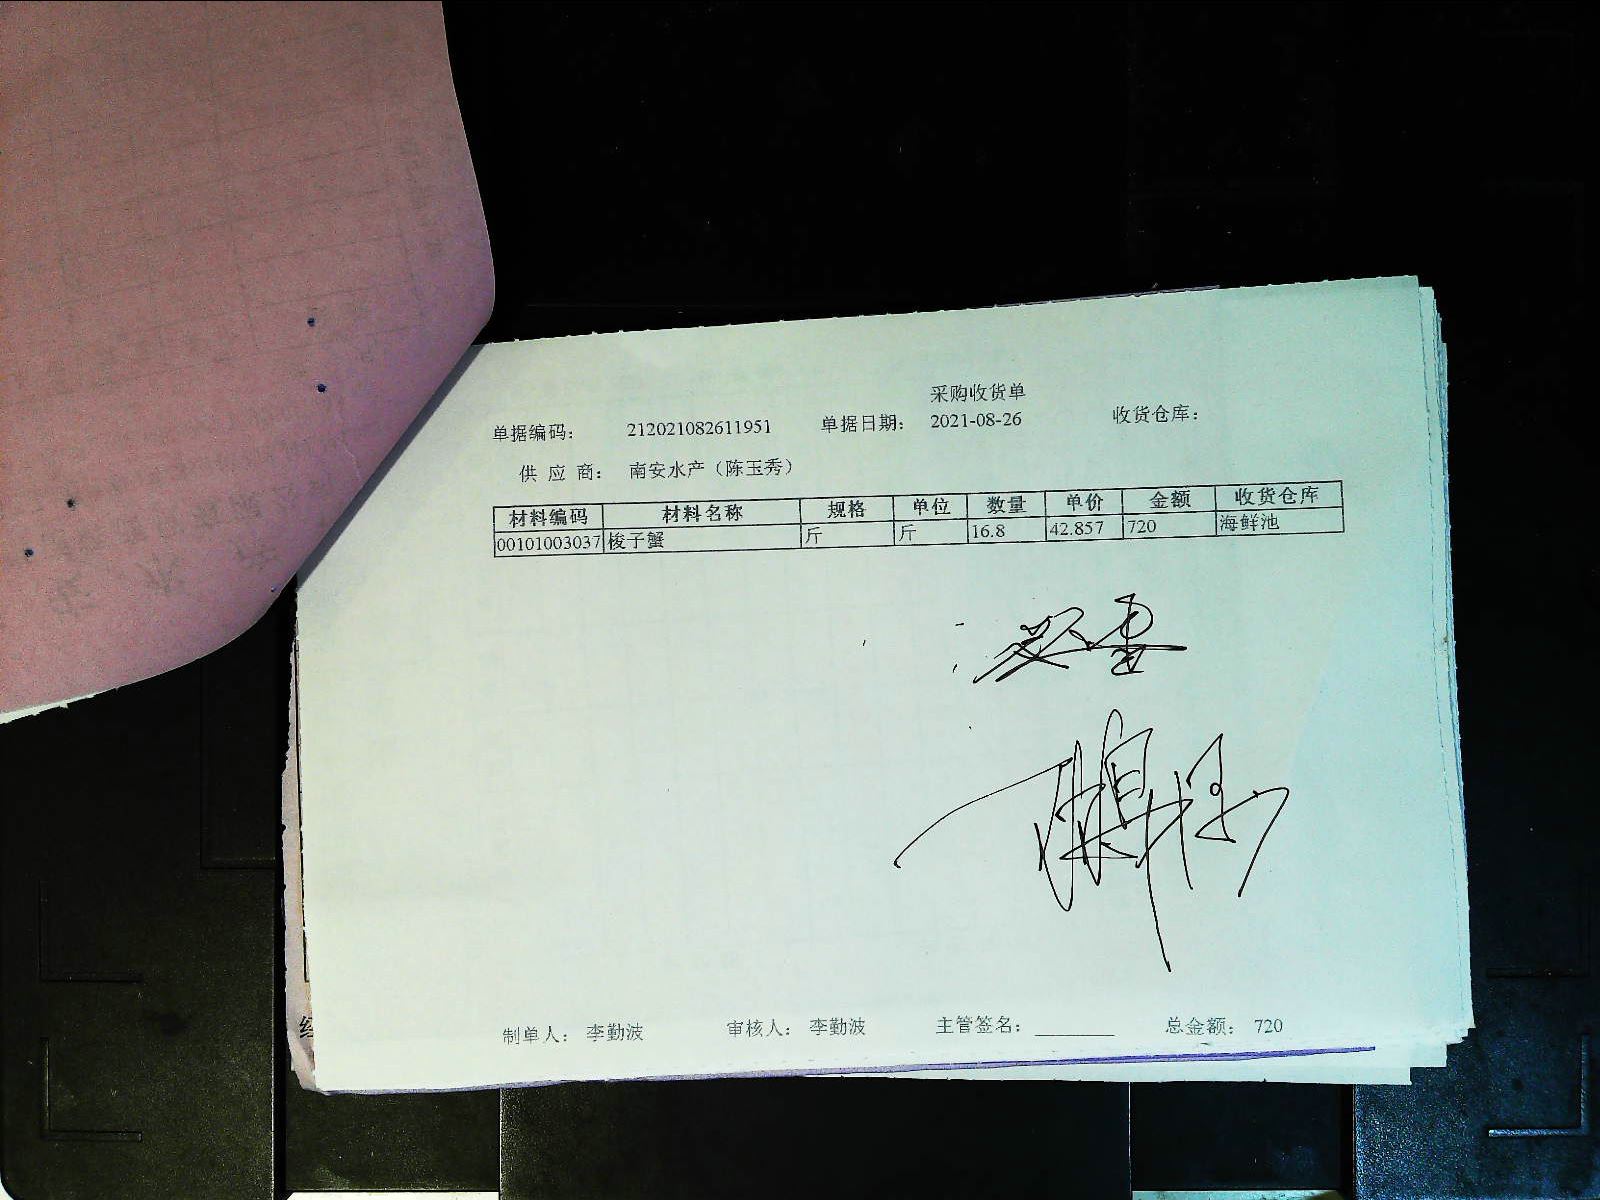 采购收货单
单据编码： 212021082611951 单据日期： 2021-08-26 收货仓库：
供 应 商： 南安水产（陈玉秀）
材料编码 材料名称 规格 单位 数量 单价 金额 收货仓库
00101003037 梭子蟹 斤 斤 16.8 42.857 720 海鲜池
制单人： 李勤波 审核人： 李勤波 主管签名： 总金额： 720